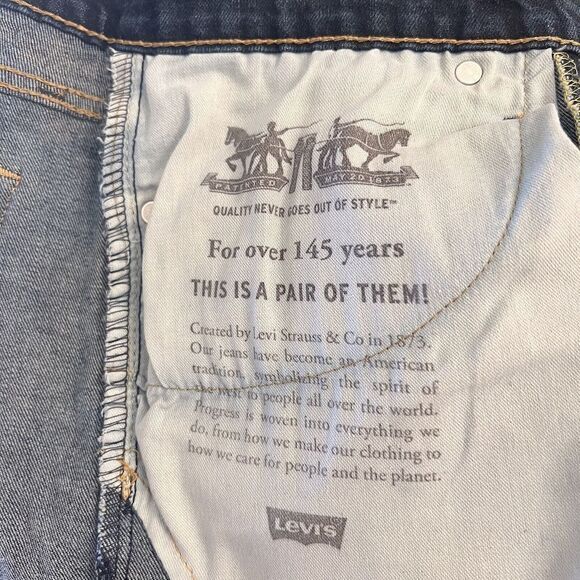 PATENTED MAY 20 1873
QUALITY NEVER GOES OUT OF STYLE™
For over 145 years
THIS IS A PAIR OF THEM!
Created by Levi Strauss & Co in 1873.
Our jeans have become an American
tradition, symbolizing the spirit of
the west to people all over the world.
Progress is woven into everything we
do, from how we make our clothing to
how we care for people and the planet.
Levi's